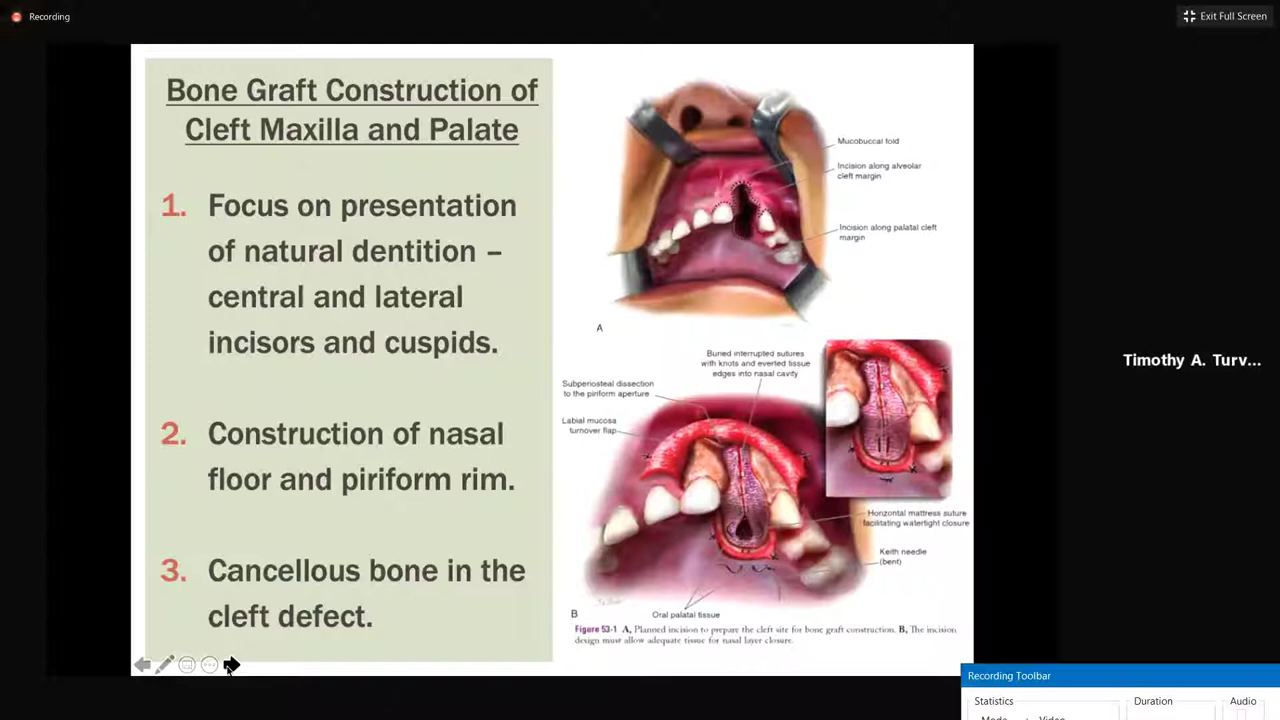 Recording
Exit Full Screen
Bone Graft Construction of
Cleft Maxilla and Palate
1. Focus on presentation
of natural dentition –
central and lateral
incisors and cuspids.
2. Construction of nasal
floor and piriform rim.
3. Cancellous bone in the
cleft defect.
Mucobuccal fold
Incision along alveolar
cleft margin
Incision along palatal cleft
margin
A
Buried interrupted sutures
with knots and everted tissue
edges into nasal cavity
Subperiosteal dissection
to the piriform aperture
Labial mucosa
turnover flap
Horizontal mattress suture
facilitating watertight closure
Keith needle
(bent)
Oral palatal tissue
B
Figure 53-1 A, Planned incision to prepare the cleft site for bone graft construction. B, The incision
design must allow adequate tissue for nasal layer closure.
Timothy A. Turv...
Recording Toolbar
Statistics
Duration
Audio
Mode
Video